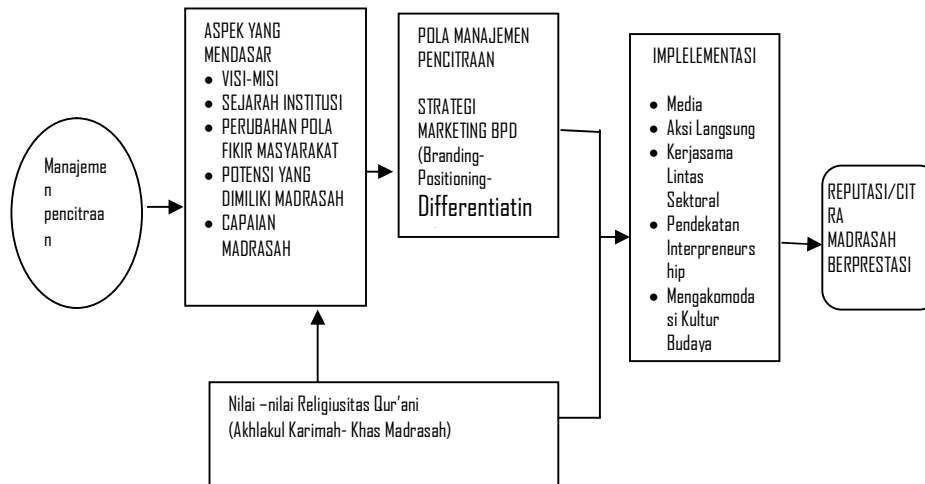 Manajeme
n
pencitraa
n
ASPEK YANG
MENDASAR
● VISI-MISI
● SEJARAH INSTITUSI
● PERUBAHAN POLA
FIKIR MASYARAKAT
● POTENSI YANG
DIMILIKI MADRASAH
● CAPAIAN
MADRASAH
POLA MANAJEMEN
PENCITRAAN
STRATEGI
MARKETING BPD
(Branding-
Positioning-
Differentiatin
IMPLELEMENTASI
● Media
● Aksi Langsung
● Kerjasama
Lintas
Sektoral
● Pendekatan
Interpreneurs
hip
● Mengakomoda
si Kultur
Budaya
REPUTASI/CIT
RA
MADRASAH
BERPRESTASI
Nilai –nilai Religiusitas Qur'ani
(Akhlakul Karimah- Khas Madrasah)